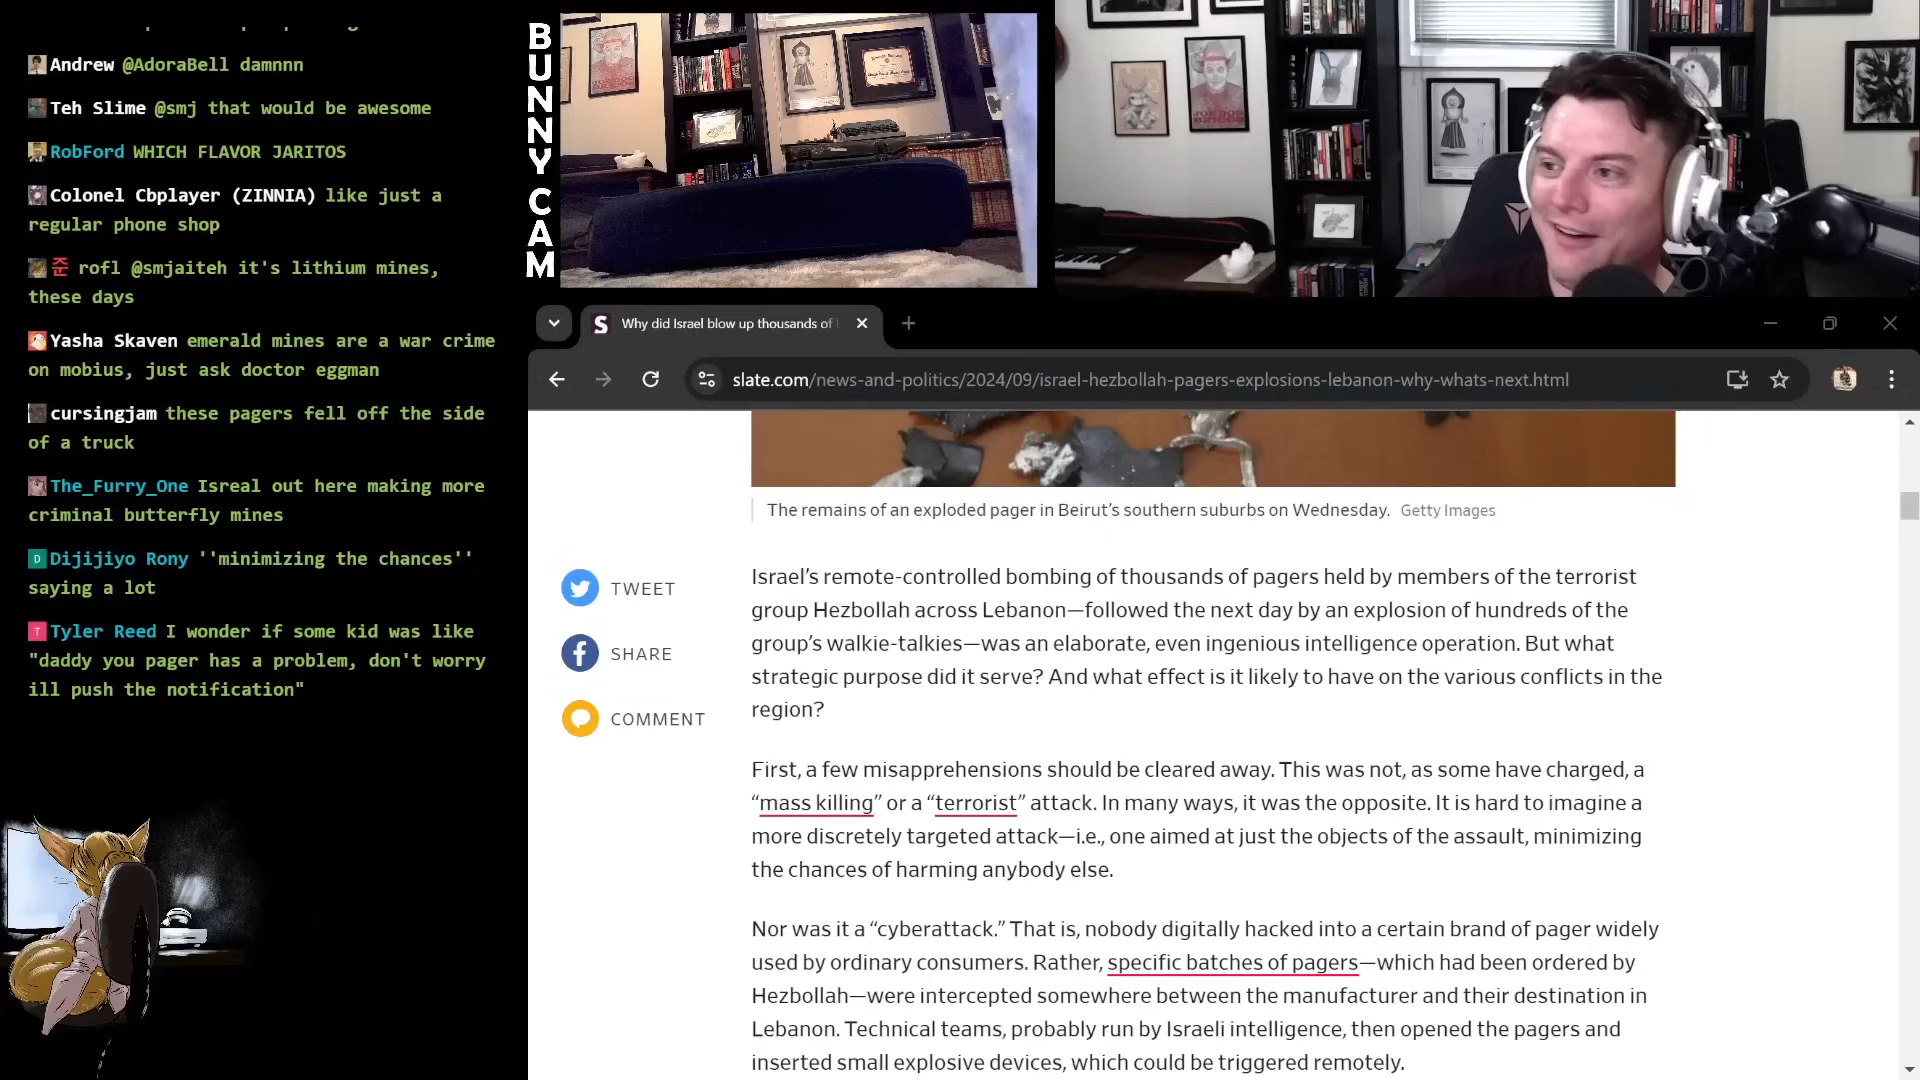 Andrew @AdoraBell damnnn
Teh Slime @smj that would be awesome
RobFord WHICH FLAVOR JARITOS
Colonel Cbplayer (ZINNIA) like just a
regular phone shop
준 rofl @smjaiteh it's lithium mines,
these days
Yasha Skaven emerald mines are a war crime
on mobius, just ask doctor eggman
cursingjam these pagers fell off the side
of a truck
The_Furry_One Isreal out here making more
criminal butterfly mines
D Dijijiyo Rony ''minimizing the chances''
saying a lot
T Tyler Reed I wonder if some kid was like
"daddy you pager has a problem, don't worry
ill push the notification"
BUNNY CAM
S Why did Israel blow up thousands of
slate.com/news-and-politics/2024/09/israel-hezbollah-pagers-explosions-lebanon-why-whats-next.html
The remains of an exploded pager in Beirut’s southern suburbs on Wednesday. Getty Images
TWEET
SHARE
COMMENT
Israel’s remote-controlled bombing of thousands of pagers held by members of the terrorist
group Hezbollah across Lebanon—followed the next day by an explosion of hundreds of the
group’s walkie-talkies—was an elaborate, even ingenious intelligence operation. But what
strategic purpose did it serve? And what effect is it likely to have on the various conflicts in the
region?
First, a few misapprehensions should be cleared away. This was not, as some have charged, a
“mass killing” or a “terrorist” attack. In many ways, it was the opposite. It is hard to imagine a
more discretely targeted attack—i.e., one aimed at just the objects of the assault, minimizing
the chances of harming anybody else.
Nor was it a “cyberattack.” That is, nobody digitally hacked into a certain brand of pager widely
used by ordinary consumers. Rather, specific batches of pagers—which had been ordered by
Hezbollah—were intercepted somewhere between the manufacturer and their destination in
Lebanon. Technical teams, probably run by Israeli intelligence, then opened the pagers and
inserted small explosive devices, which could be triggered remotely.